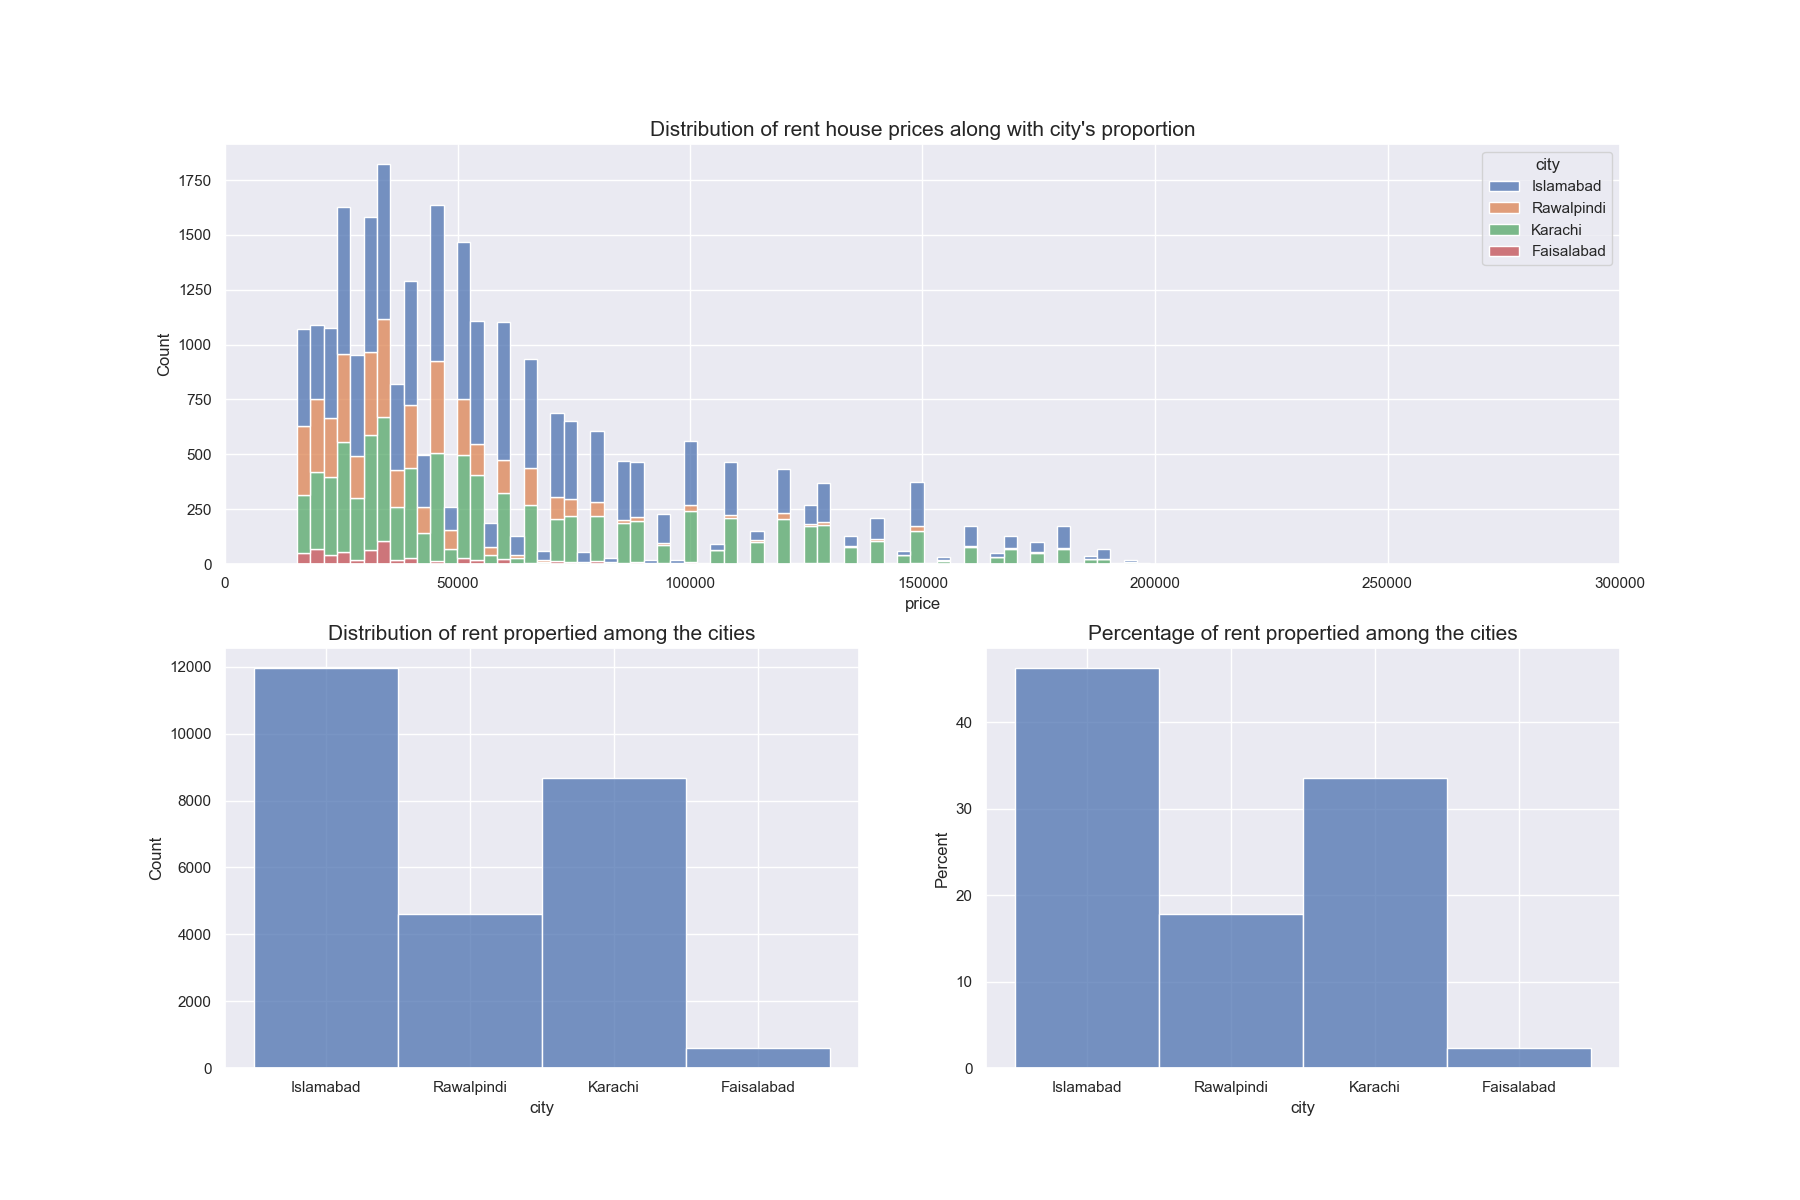 Distribution of rent house prices along with city's proportion
1750
1500
1250
1000
750
500
250
0
Count
city
Islamabad
Rawalpindi
Karachi
Faisalabad
0 50000 100000 150000 200000 250000 300000
price
Distribution of rent propertied among the cities
12000
10000
8000
6000
4000
2000
0
Count
Islamabad Rawalpindi Karachi Faisalabad
city
Percentage of rent propertied among the cities
40
30
20
10
0
Percent
Islamabad Rawalpindi Karachi Faisalabad
city